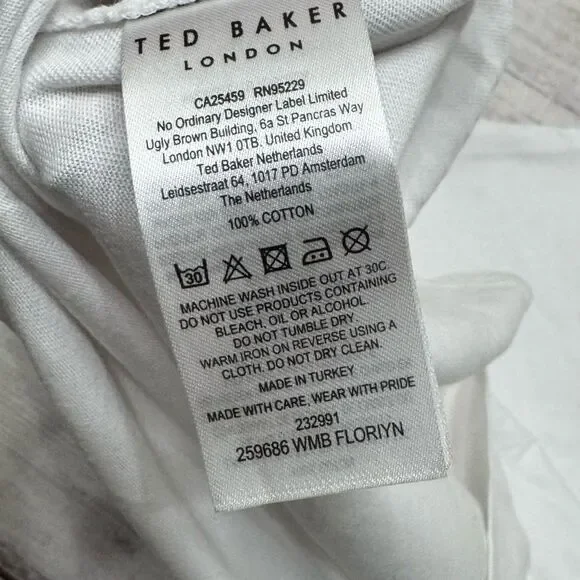 TED BAKER
LONDON
CA25459 RN95229
No Ordinary Designer Label Limited
Ugly Brown Building, 6a St Pancras Way
London NW1 0TB, United Kingdom
Ted Baker Netherlands
Leidsestraat 64, 1017 PD Amsterdam
The Netherlands
100% COTTON
30
MACHINE WASH INSIDE OUT AT 30C
DO NOT USE PRODUCTS CONTAINING
BLEACH. OIL OR ALCOHOL
DO NOT TUMBLE DRY
WARM IRON ON REVERSE USING A
CLOTH. DO NOT DRY CLEAN.
MADE IN TURKEY
MADE WITH CARE, WEAR WITH PRIDE
232991
259686 WMB FLORIYN